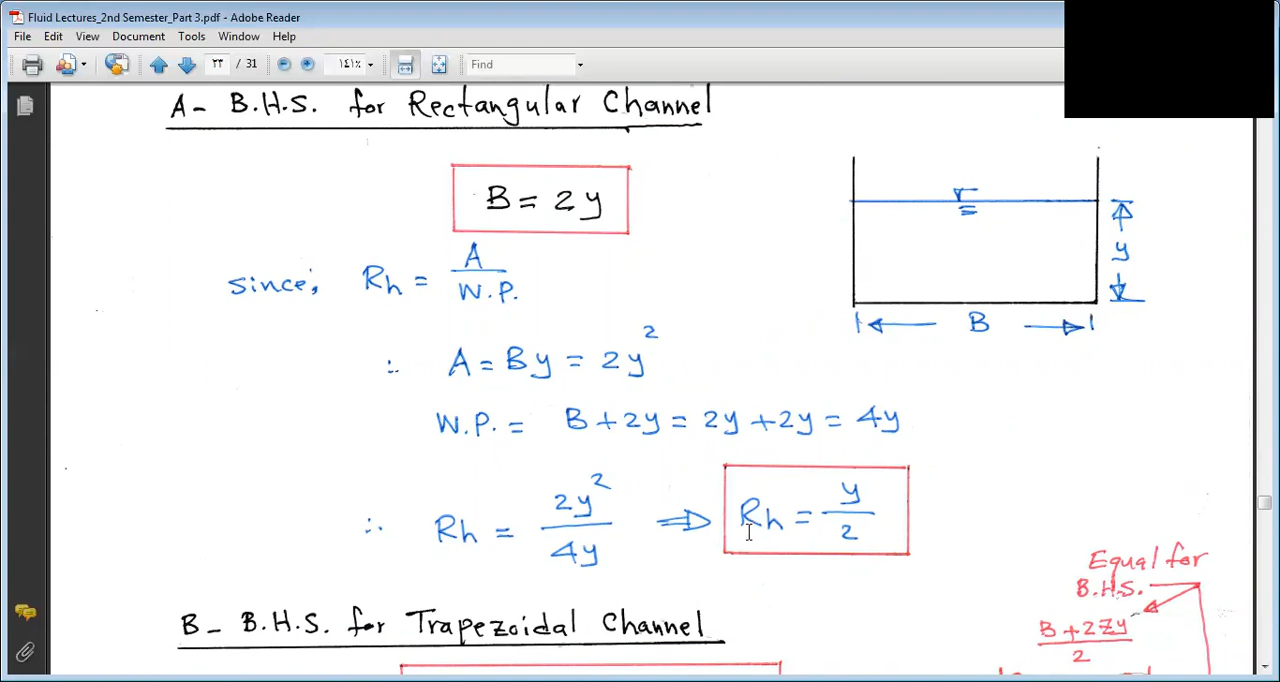 Fluid Lectures_2nd Semester_Part 3.pdf - Adobe Reader
File Edit View Document Tools Window Help
٢٣ / 31 ١٤١% Find
A- B.H.S. for Rectangular Channel
B = 2y
since, Rh = A / W.P.
∴ A = By = 2y²
W.P. = B + 2y = 2y + 2y = 4y
∴ Rh = 2y² / 4y ⇒ Rh = y / 2
y
B
B- B.H.S. for Trapezoidal Channel
Equal for
B.H.S.
B + 2Zy / 2